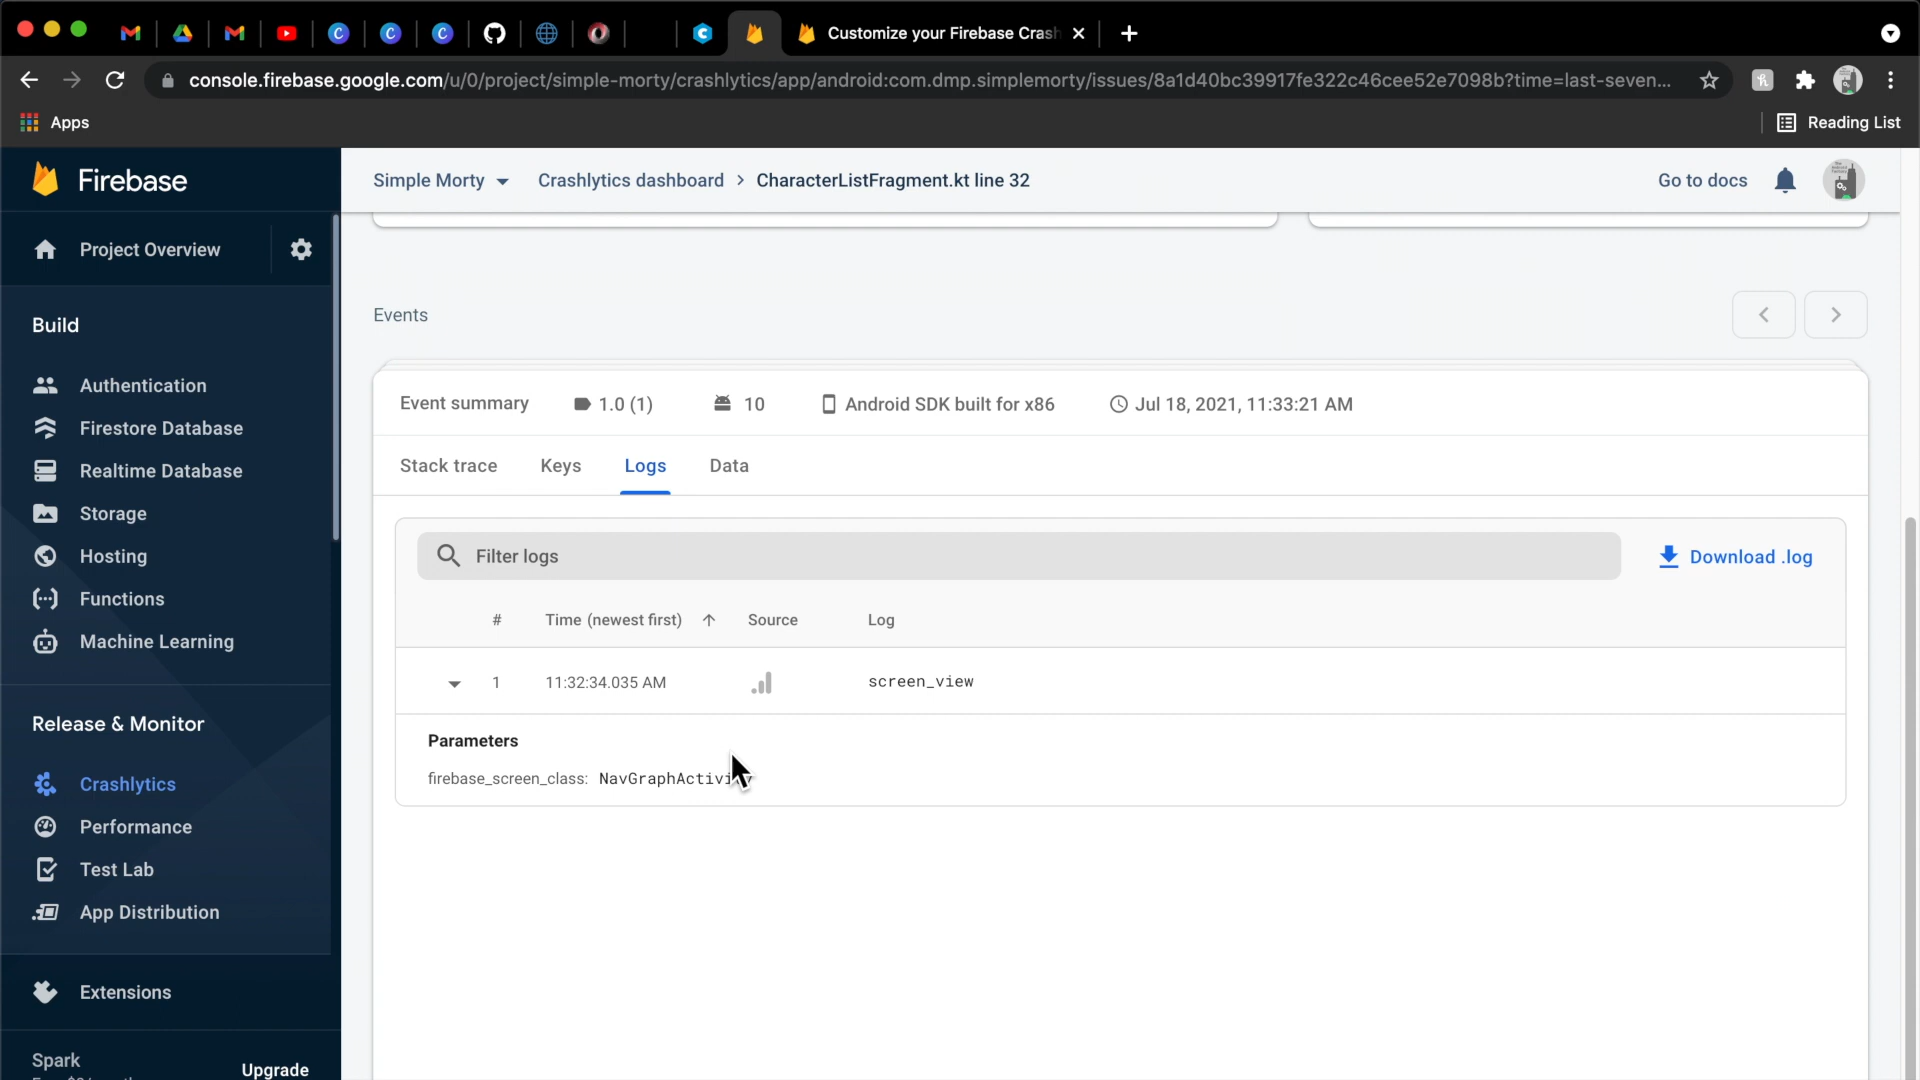 Customize your Firebase Crash
console.firebase.google.com/u/0/project/simple-morty/crashlytics/app/android:com.dmp.simplemorty/issues/8a1d40bc39917fe322c46cee52e7098b?time=last-seven...
Apps
Reading List
Firebase
Simple Morty
Crashlytics dashboard > CharacterListFragment.kt line 32
Go to docs
Project Overview
Build
Authentication
Firestore Database
Realtime Database
Storage
Hosting
Functions
Machine Learning
Release & Monitor
Crashlytics
Performance
Test Lab
App Distribution
Extensions
Spark
Upgrade
Events
Event summary 1.0 (1) 10 Android SDK built for x86 Jul 18, 2021, 11:33:21 AM
Stack trace Keys Logs Data
Filter logs
Download .log
# Time (newest first) Source Log
1 11:32:34.035 AM screen_view
Parameters
firebase_screen_class: